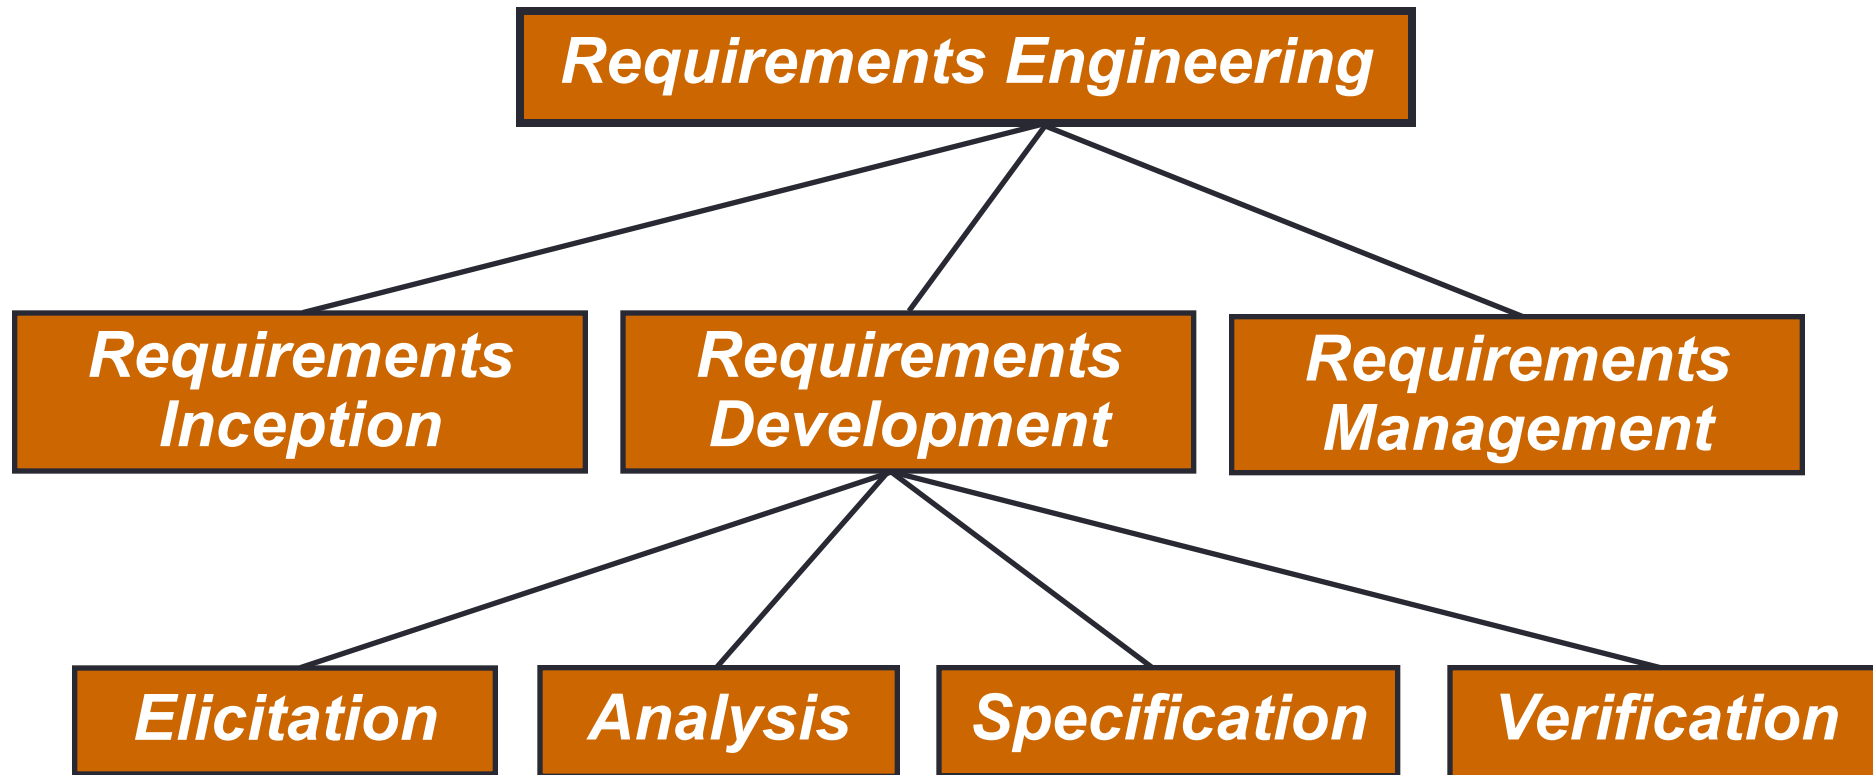 Requirements Engineering
Requirements
Inception
Requirements
Development
Requirements
Management
Elicitation
Analysis
Specification
Verification